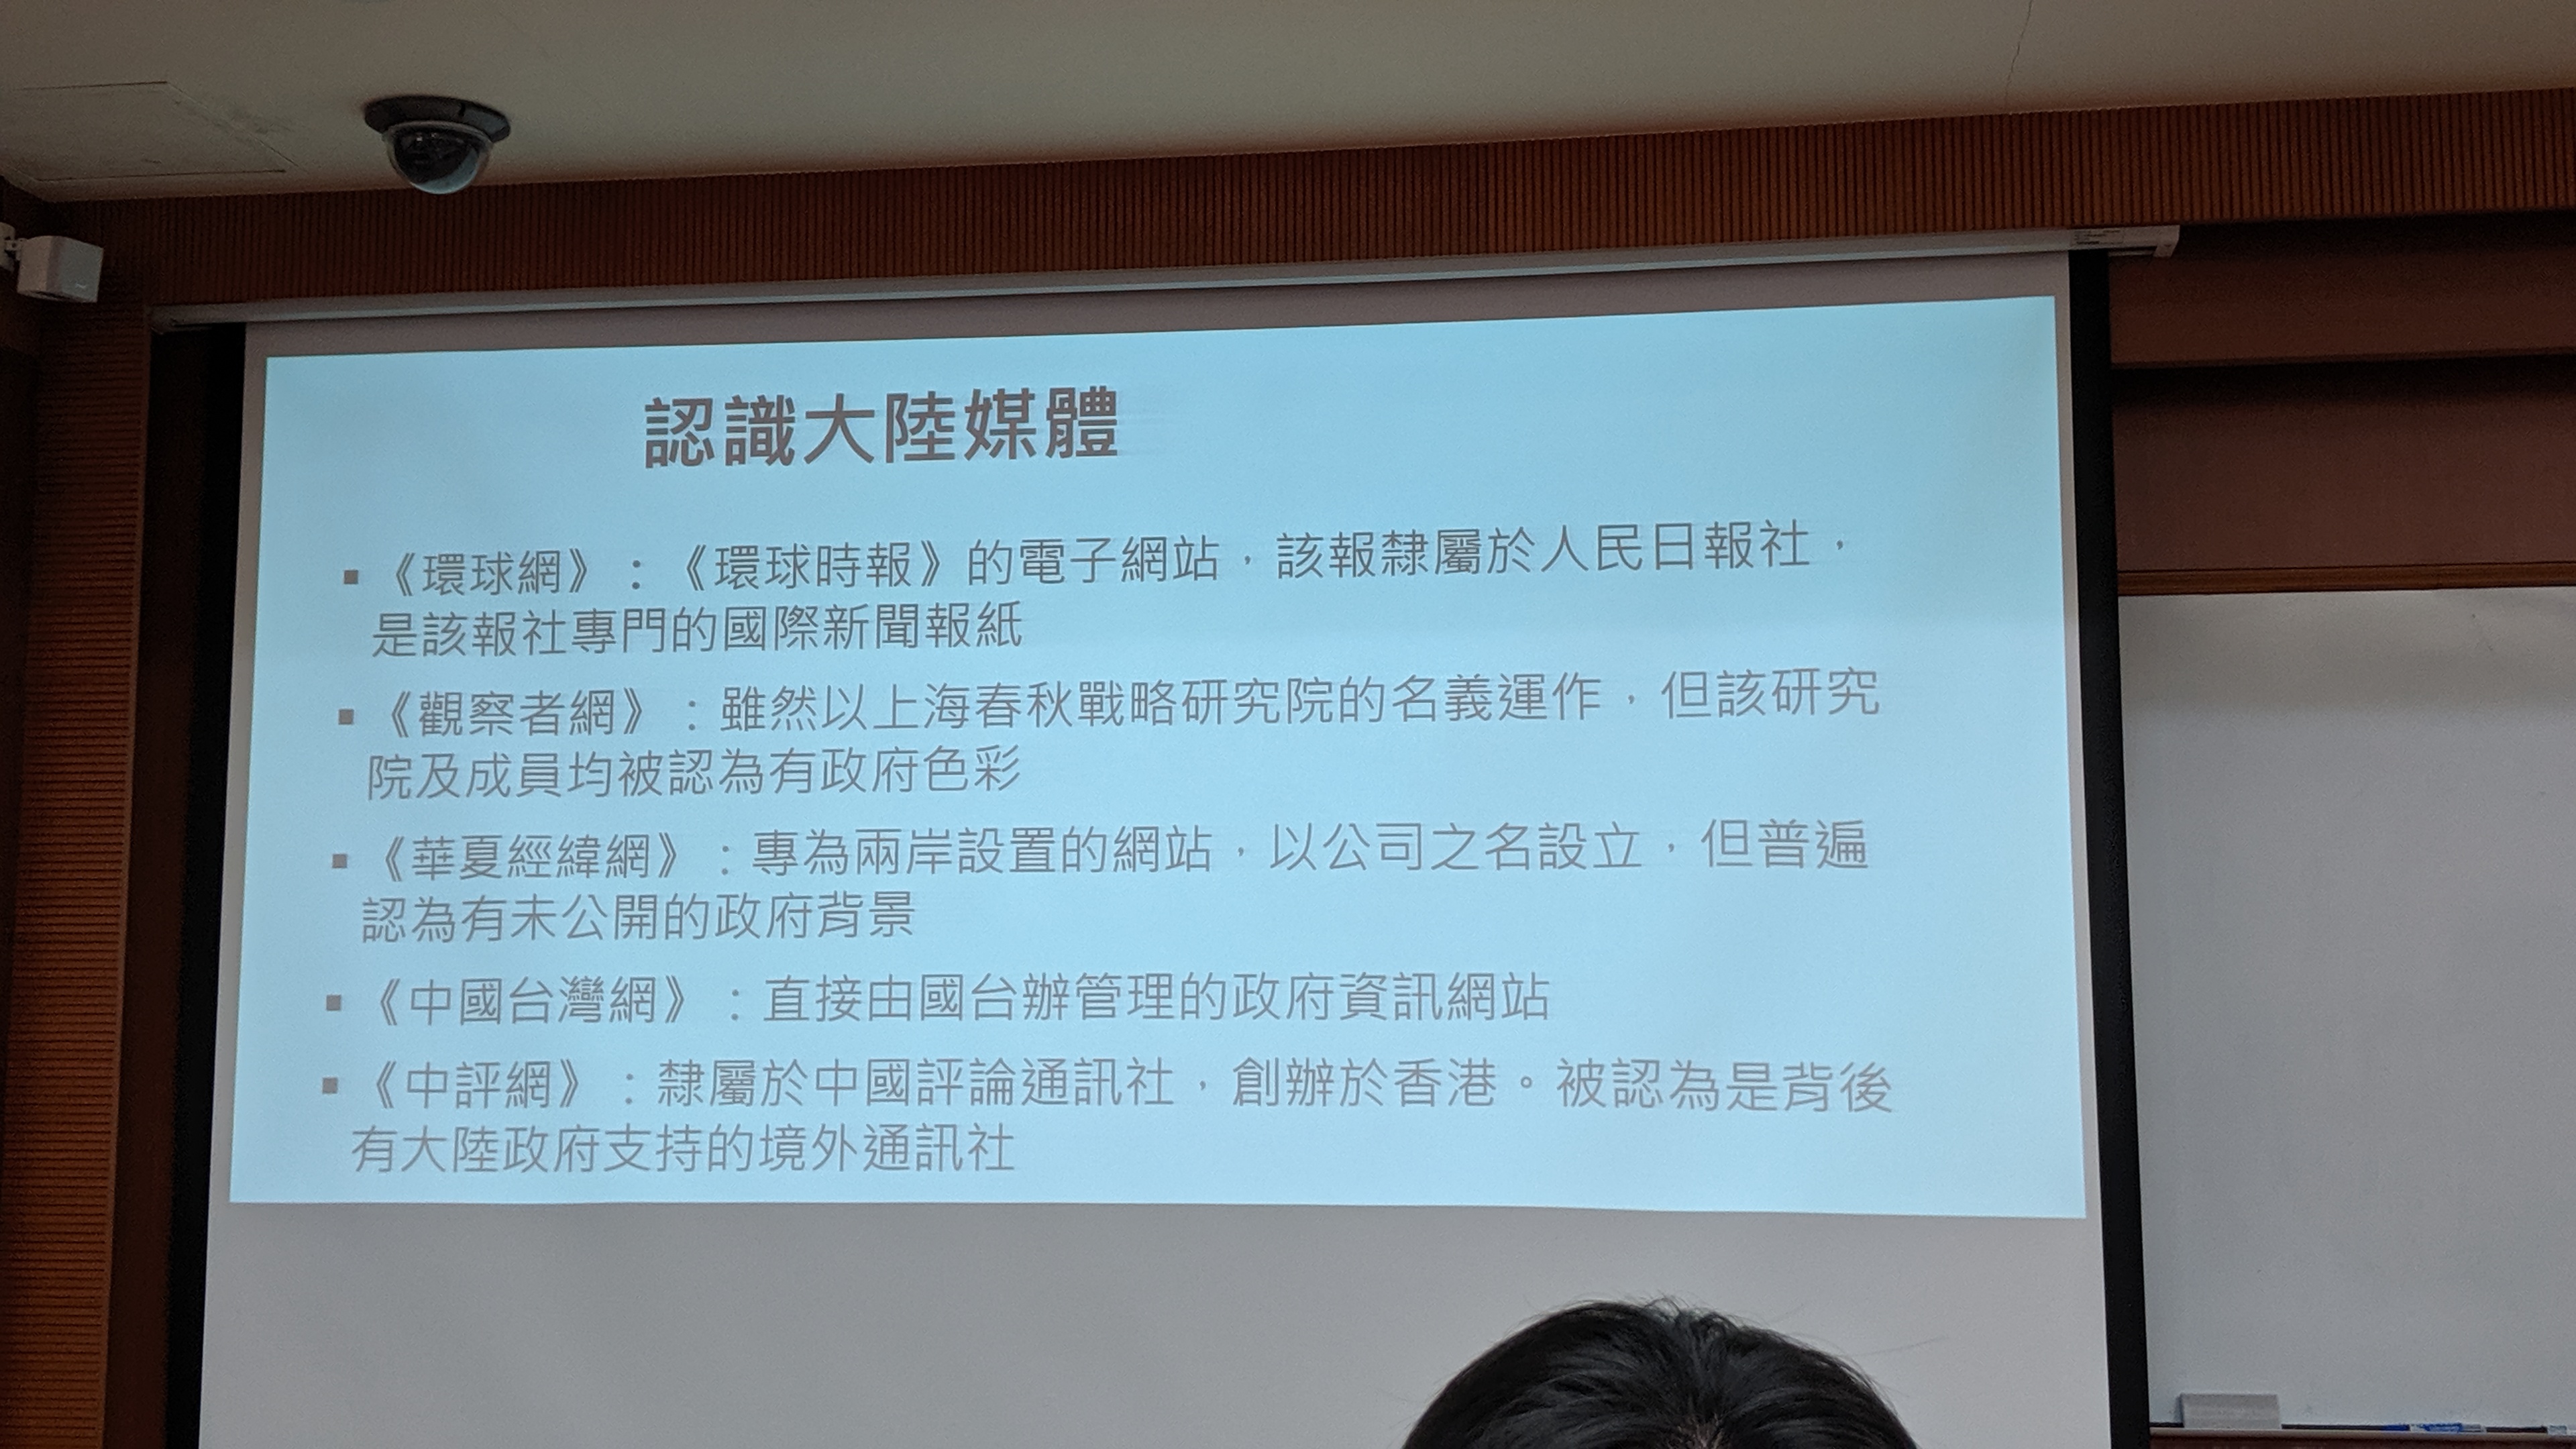 認識大陸媒體
▪《環球網》：《環球時報》的電子網站，該報隸屬於人民日報社，
是該報社專門的國際新聞報紙
▪《觀察者網》：雖然以上海春秋戰略研究院的名義運作，但該研究
院及成員均被認為有政府色彩
▪《華夏經緯網》：專為兩岸設置的網站，以公司之名設立，但普遍
認為有未公開的政府背景
▪《中國台灣網》：直接由國台辦管理的政府資訊網站
▪《中評網》：隸屬於中國評論通訊社，創辦於香港。被認為是背後
有大陸政府支持的境外通訊社